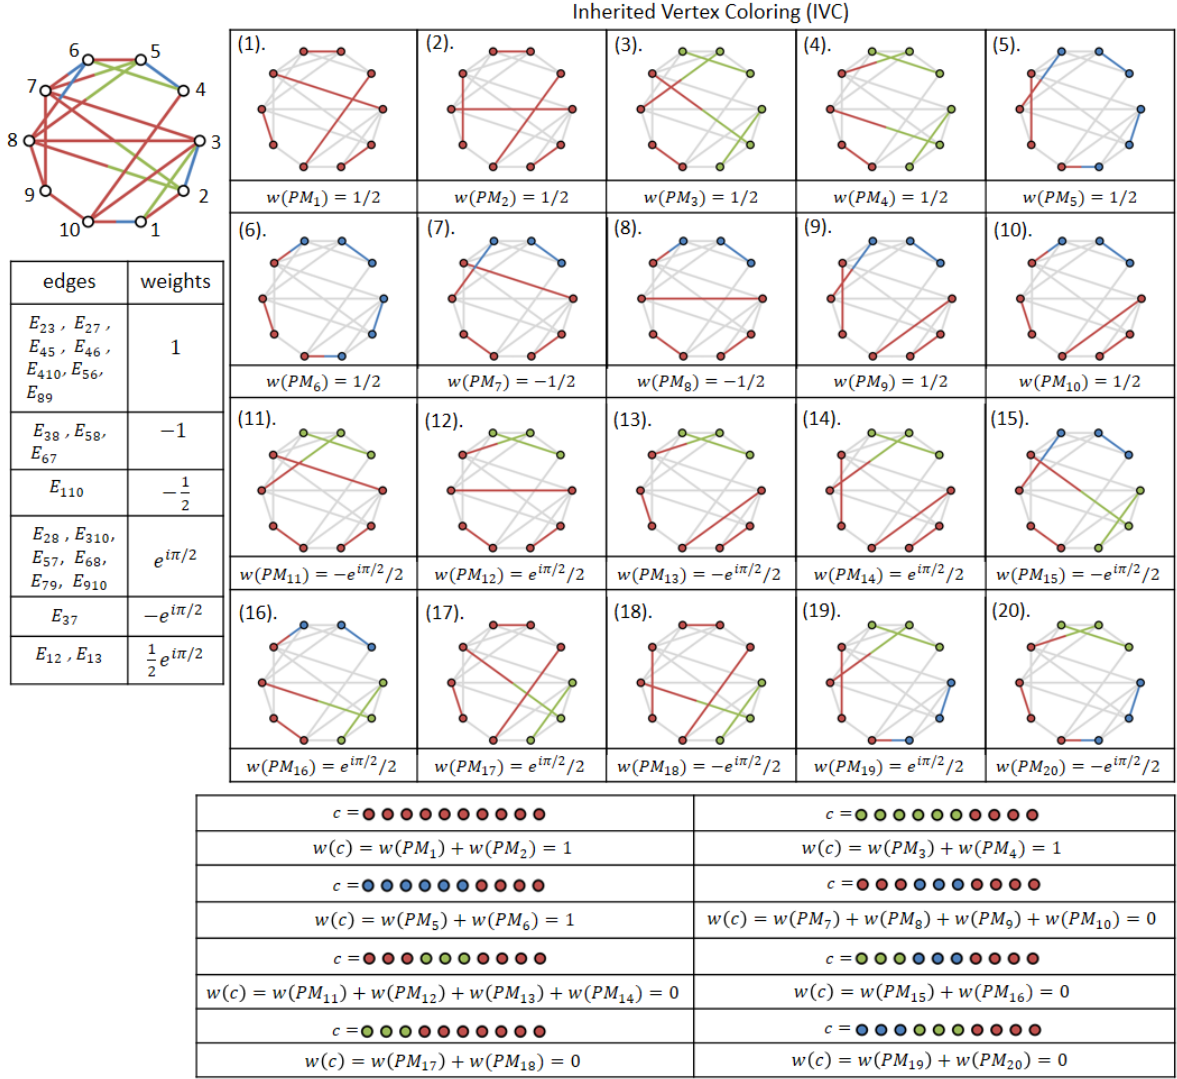 Inherited Vertex Coloring (IVC)
6 5
7 4
8 3
9 2
10 1
edges weights
E₂₃ , E₂₇ ,
E₄₅ , E₄₆ ,
E₄₁₀, E₅₆,
E₈₉
1
E₃₈ , E₅₈,
E₆₇
−1
E₁₁₀
−1/2
E₂₈ , E₃₁₀,
E₅₇, E₆₈,
E₇₉, E₉₁₀
e^{iπ/2}
E₃₇
−e^{iπ/2}
E₁₂ , E₁₃
1/2 e^{iπ/2}
(1). (2). (3). (4). (5).
w(PM₁) = 1/2 w(PM₂) = 1/2 w(PM₃) = 1/2 w(PM₄) = 1/2 w(PM₅) = 1/2
(6). (7). (8). (9). (10).
w(PM₆) = 1/2 w(PM₇) = −1/2 w(PM₈) = −1/2 w(PM₉) = 1/2 w(PM₁₀) = 1/2
(11). (12). (13). (14). (15).
w(PM₁₁) = −e^{iπ/2}/2 w(PM₁₂) = e^{iπ/2}/2 w(PM₁₃) = −e^{iπ/2}/2 w(PM₁₄) = e^{iπ/2}/2 w(PM₁₅) = −e^{iπ/2}/2
(16). (17). (18). (19). (20).
w(PM₁₆) = e^{iπ/2}/2 w(PM₁₇) = e^{iπ/2}/2 w(PM₁₈) = −e^{iπ/2}/2 w(PM₁₉) = e^{iπ/2}/2 w(PM₂₀) = −e^{iπ/2}/2
c = c =
w(c) = w(PM₁) + w(PM₂) = 1 w(c) = w(PM₃) + w(PM₄) = 1
c = c =
w(c) = w(PM₅) + w(PM₆) = 1 w(c) = w(PM₇) + w(PM₈) + w(PM₉) + w(PM₁₀) = 0
c = c =
w(c) = w(PM₁₁) + w(PM₁₂) + w(PM₁₃) + w(PM₁₄) = 0 w(c) = w(PM₁₅) + w(PM₁₆) = 0
c = c =
w(c) = w(PM₁₇) + w(PM₁₈) = 0 w(c) = w(PM₁₉) + w(PM₂₀) = 0